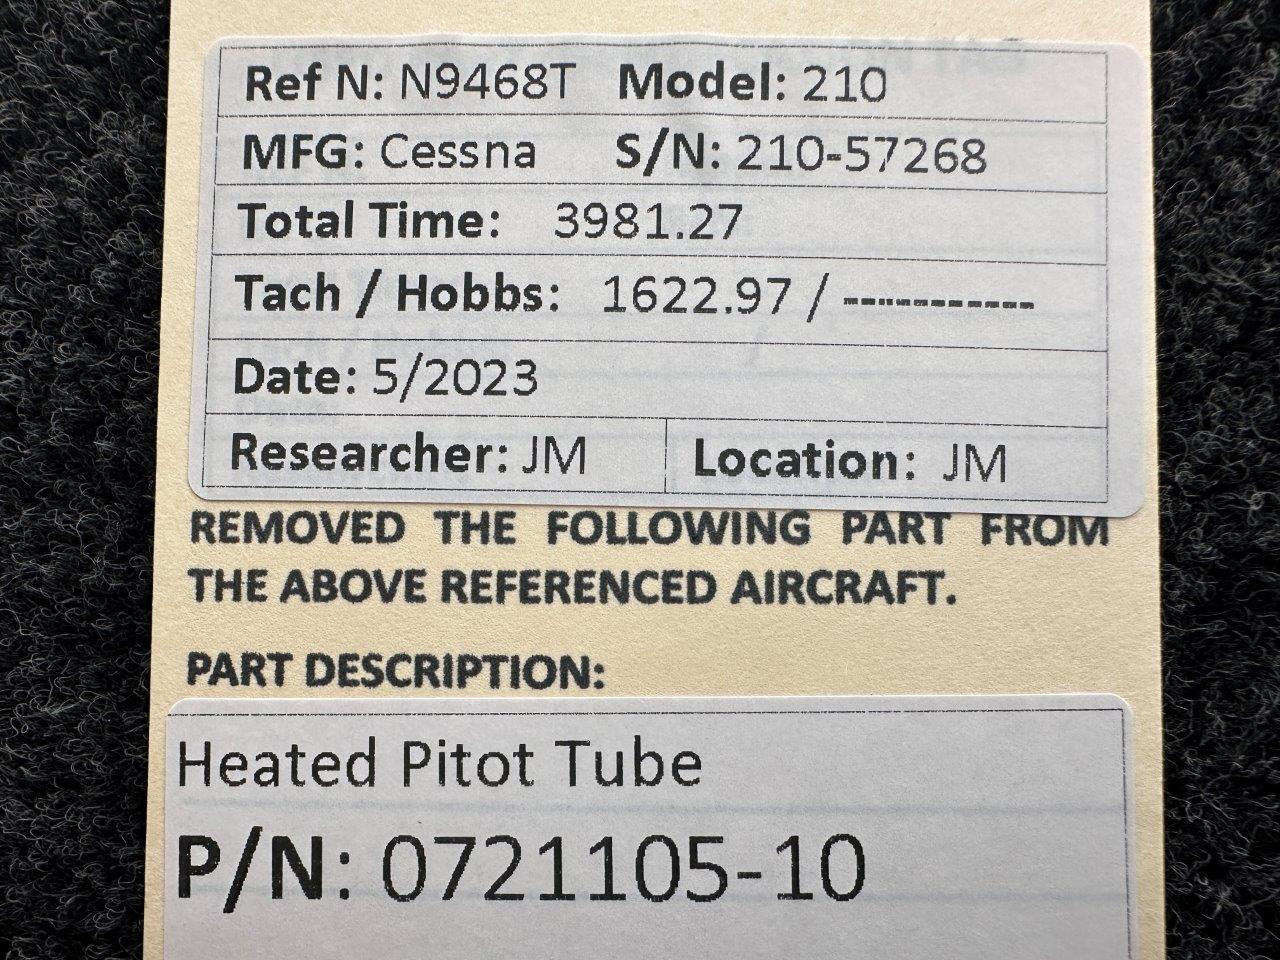 Ref N: N9468T Model: 210
MFG: Cessna S/N: 210-57268
Total Time: 3981.27
Tach / Hobbs: 1622.97 / ------------
Date: 5/2023
Researcher: JM Location: JM
REMOVED THE FOLLOWING PART FROM
THE ABOVE REFERENCED AIRCRAFT.
PART DESCRIPTION:
Heated Pitot Tube
P/N: 0721105-10